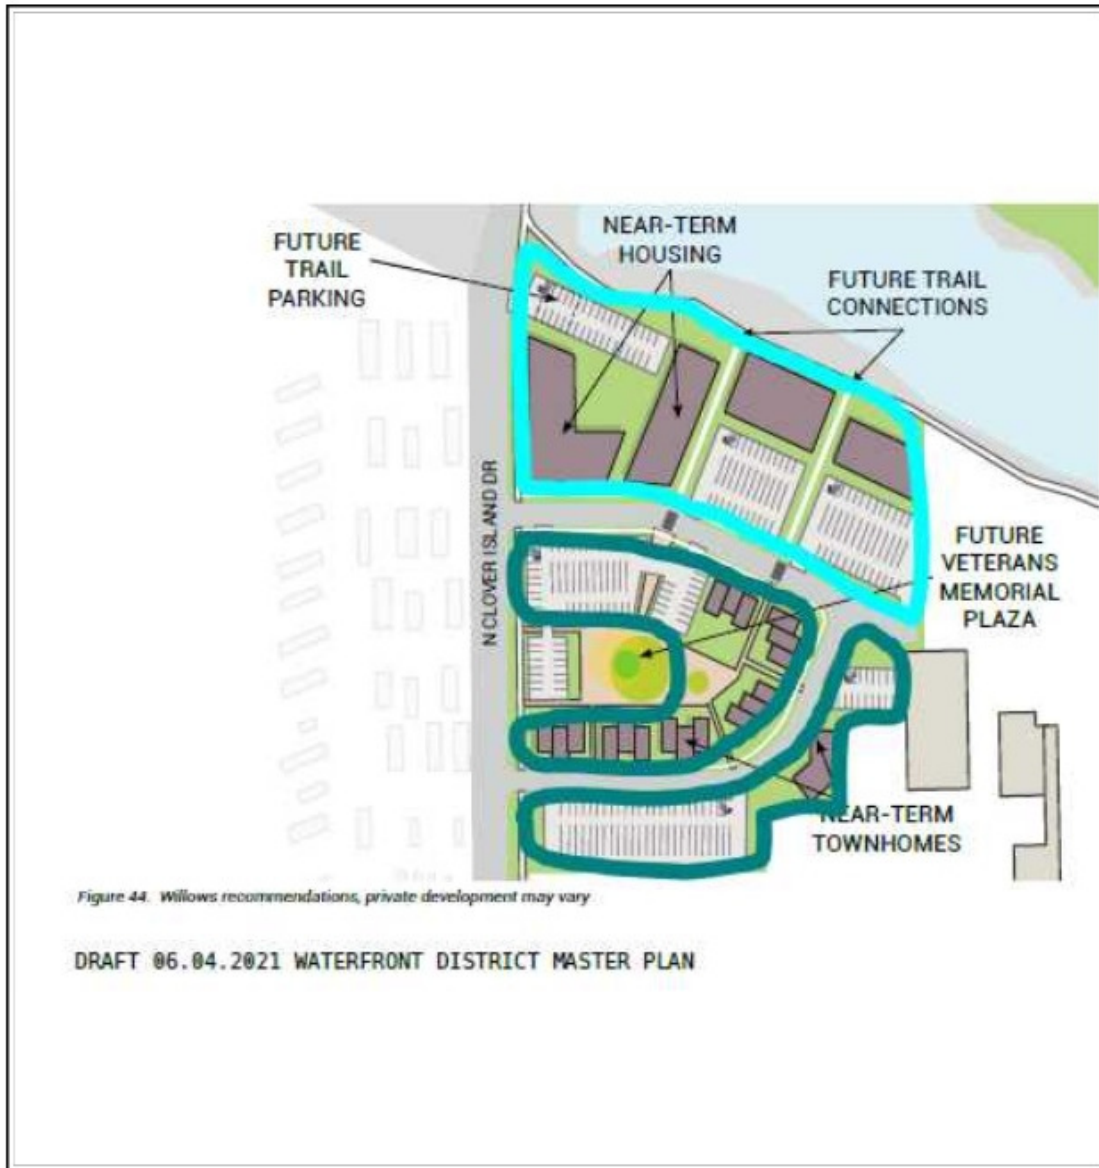 FUTURE
TRAIL
PARKING
NEAR-TERM
HOUSING
FUTURE TRAIL
CONNECTIONS
N CLOVER ISLAND DR
FUTURE
VETERANS
MEMORIAL
PLAZA
NEAR-TERM
TOWNHOMES
Figure 44. Willows recommendations, private development may vary
DRAFT 06.04.2021 WATERFRONT DISTRICT MASTER PLAN